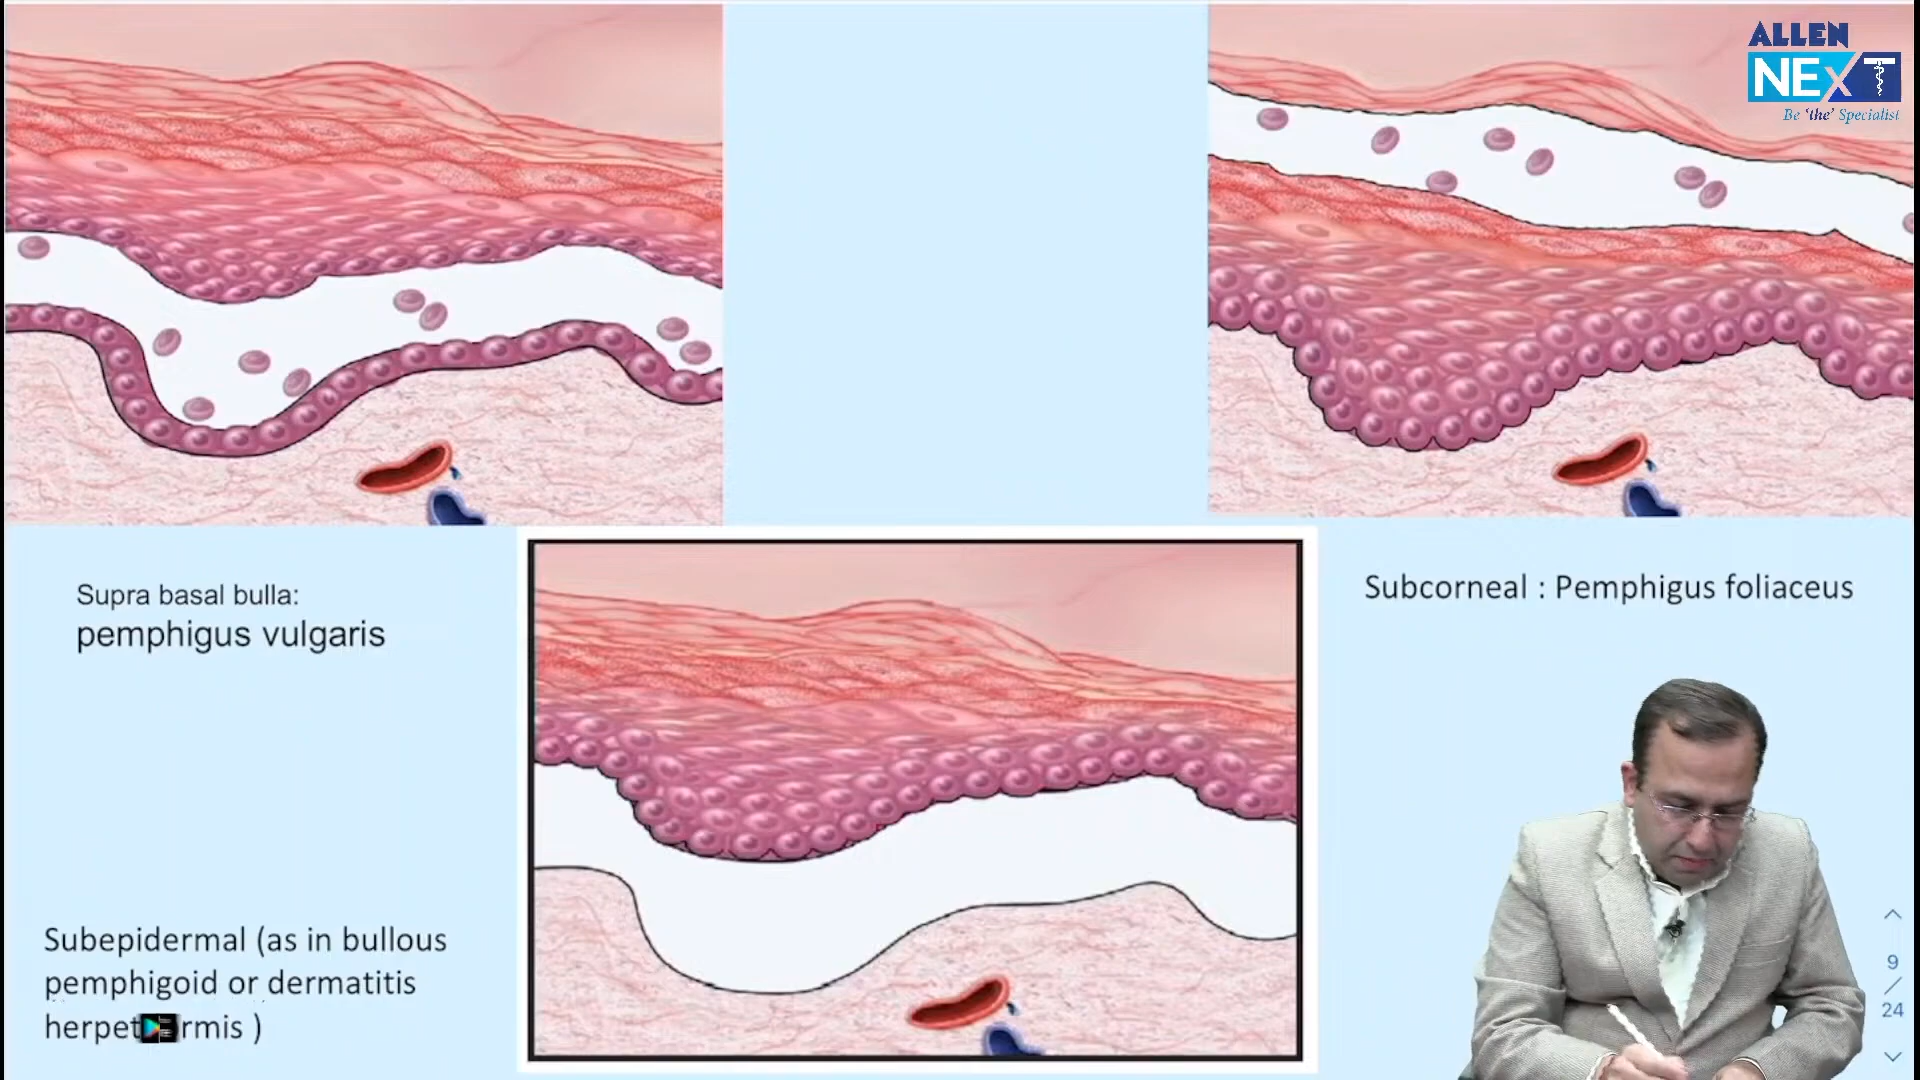 ALLEN
NEXT
Be 'the' Specialist
Supra basal bulla:
pemphigus vulgaris
Subcorneal : Pemphigus foliaceus
Subepidermal (as in bullous
pemphigoid or dermatitis
)
9
/
24